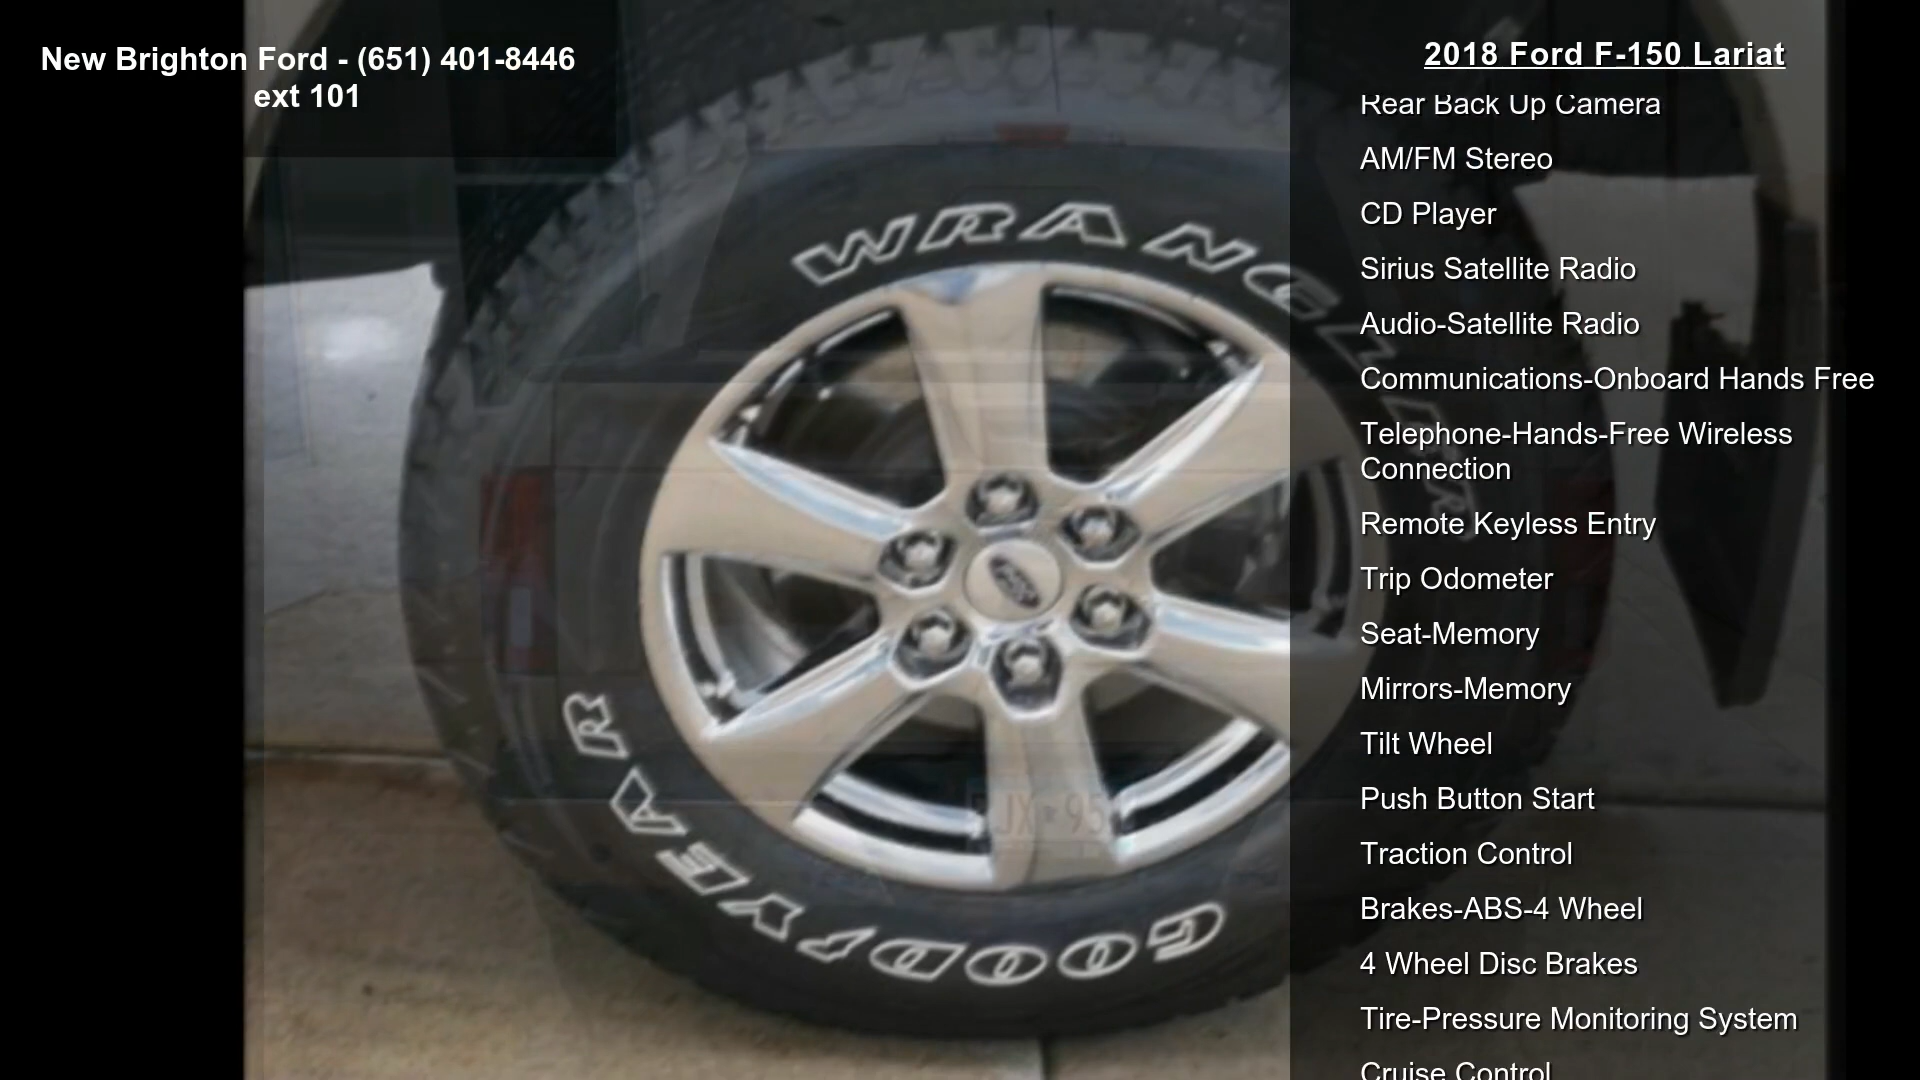 New Brighton Ford - (651) 401-8446
ext 101
2018 Ford F-150 Lariat
Rear Back Up Camera
AM/FM Stereo
CD Player
Sirius Satellite Radio
Audio-Satellite Radio
Communications-Onboard Hands Free
Telephone-Hands-Free Wireless
Connection
Remote Keyless Entry
Trip Odometer
Seat-Memory
Mirrors-Memory
Tilt Wheel
Push Button Start
Traction Control
Brakes-ABS-4 Wheel
4 Wheel Disc Brakes
Tire-Pressure Monitoring System
Cruise Control
WRANGLER
GOODYEAR